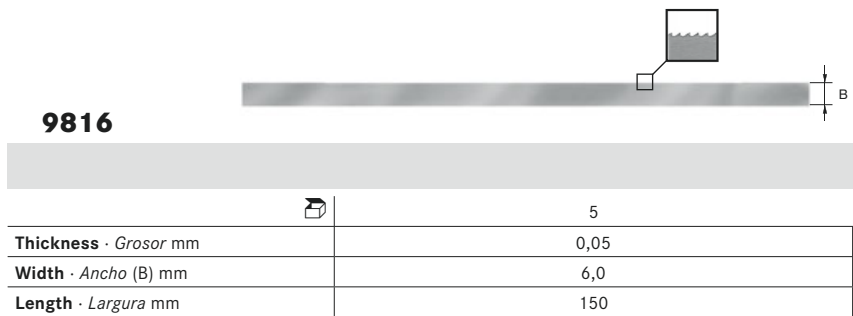 B
9816
5
Thickness · Grosor mm 0,05
Width · Ancho (B) mm 6,0
Length · Largura mm 150